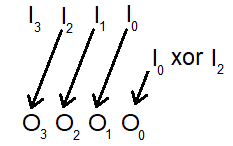 I₃ I₂ I₁ I₀
I₀ xor I₂
O₃ O₂ O₁ O₀